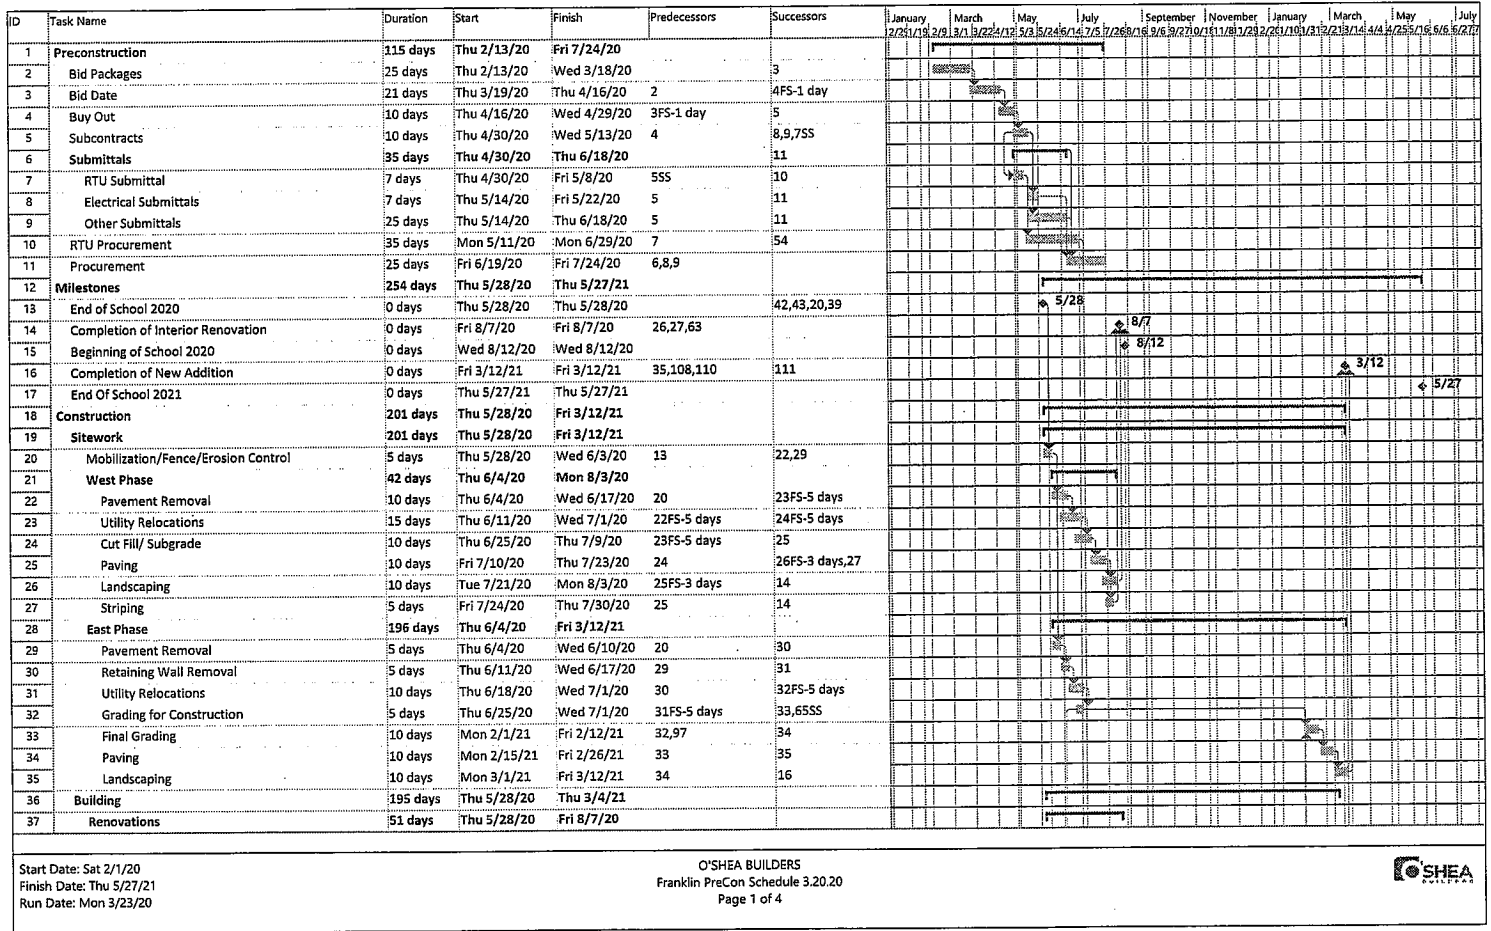 ID Task Name Duration Start Finish Predecessors Successors January March May July September November January March May July
1 Preconstruction 115 days Thu 2/13/20 Fri 7/24/20
2 Bid Packages 25 days Thu 2/13/20 Wed 3/18/20 3
3 Bid Date 21 days Thu 3/19/20 Thu 4/16/20 2 4FS-1 day
4 Buy Out 10 days Thu 4/16/20 Wed 4/29/20 3FS-1 day 5
5 Subcontracts 10 days Thu 4/30/20 Wed 5/13/20 4 8,9,7SS
6 Submittals 35 days Thu 4/30/20 Thu 6/18/20 11
7 RTU Submittal 7 days Thu 4/30/20 Fri 5/8/20 5SS 10
8 Electrical Submittals 7 days Thu 5/14/20 Fri 5/22/20 5 11
9 Other Submittals 25 days Thu 5/14/20 Thu 6/18/20 5 11
10 RTU Procurement 35 days Mon 5/11/20 Mon 6/29/20 7 54
11 Procurement 25 days Fri 6/19/20 Fri 7/24/20 6,8,9
12 Milestones 254 days Thu 5/28/20 Thu 5/27/21
13 End of School 2020 0 days Thu 5/28/20 Thu 5/28/20 42,43,20,39 5/28
14 Completion of Interior Renovation 0 days Fri 8/7/20 Fri 8/7/20 26,27,63 8/7
15 Beginning of School 2020 0 days Wed 8/12/20 Wed 8/12/20 8/12
16 Completion of New Addition 0 days Fri 3/12/21 Fri 3/12/21 35,108,110 111 3/12
17 End Of School 2021 0 days Thu 5/27/21 Thu 5/27/21 5/27
18 Construction 201 days Thu 5/28/20 Fri 3/12/21
19 Sitework 201 days Thu 5/28/20 Fri 3/12/21
20 Mobilization/Fence/Erosion Control 5 days Thu 5/28/20 Wed 6/3/20 13 22,29
21 West Phase 42 days Thu 6/4/20 Mon 8/3/20
22 Pavement Removal 10 days Thu 6/4/20 Wed 6/17/20 20 23FS-5 days
23 Utility Relocations 15 days Thu 6/11/20 Wed 7/1/20 22FS-5 days 24FS-5 days
24 Cut Fill/ Subgrade 10 days Thu 6/25/20 Thu 7/9/20 23FS-5 days 25
25 Paving 10 days Fri 7/10/20 Thu 7/23/20 24 26FS-3 days,27
26 Landscaping 10 days Tue 7/21/20 Mon 8/3/20 25FS-3 days 14
27 Striping 5 days Fri 7/24/20 Thu 7/30/20 25 14
28 East Phase 196 days Thu 6/4/20 Fri 3/12/21
29 Pavement Removal 5 days Thu 6/4/20 Wed 6/10/20 20 30
30 Retaining Wall Removal 5 days Thu 6/11/20 Wed 6/17/20 29 31
31 Utility Relocations 10 days Thu 6/18/20 Wed 7/1/20 30 32FS-5 days
32 Grading for Construction 5 days Thu 6/25/20 Wed 7/1/20 31FS-5 days 33,65SS
33 Final Grading 10 days Mon 2/1/21 Fri 2/12/21 32,97 34
34 Paving 10 days Mon 2/15/21 Fri 2/26/21 33 35
35 Landscaping 10 days Mon 3/1/21 Fri 3/12/21 34 16
36 Building 195 days Thu 5/28/20 Thu 3/4/21
37 Renovations 51 days Thu 5/28/20 Fri 8/7/20
Start Date: Sat 2/1/20
Finish Date: Thu 5/27/21
Run Date: Mon 3/23/20
O'SHEA BUILDERS
Franklin PreCon Schedule 3.20.20
Page 1 of 4
O'SHEA
BUILDERS